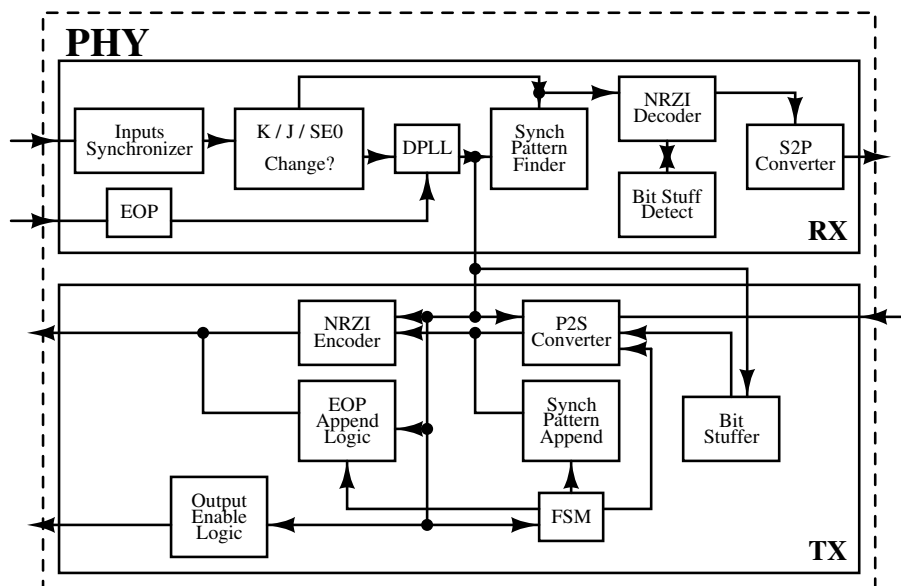 PHY
Inputs
Synchronizer
K / J / SE0
Change?
DPLL
Synch
Pattern
Finder
NRZI
Decoder
S2P
Converter
EOP
Bit Stuff
Detect
RX
NRZI
Encoder
P2S
Converter
EOP
Append
Logic
Synch
Pattern
Append
Bit
Stuffer
Output
Enable
Logic
FSM
TX